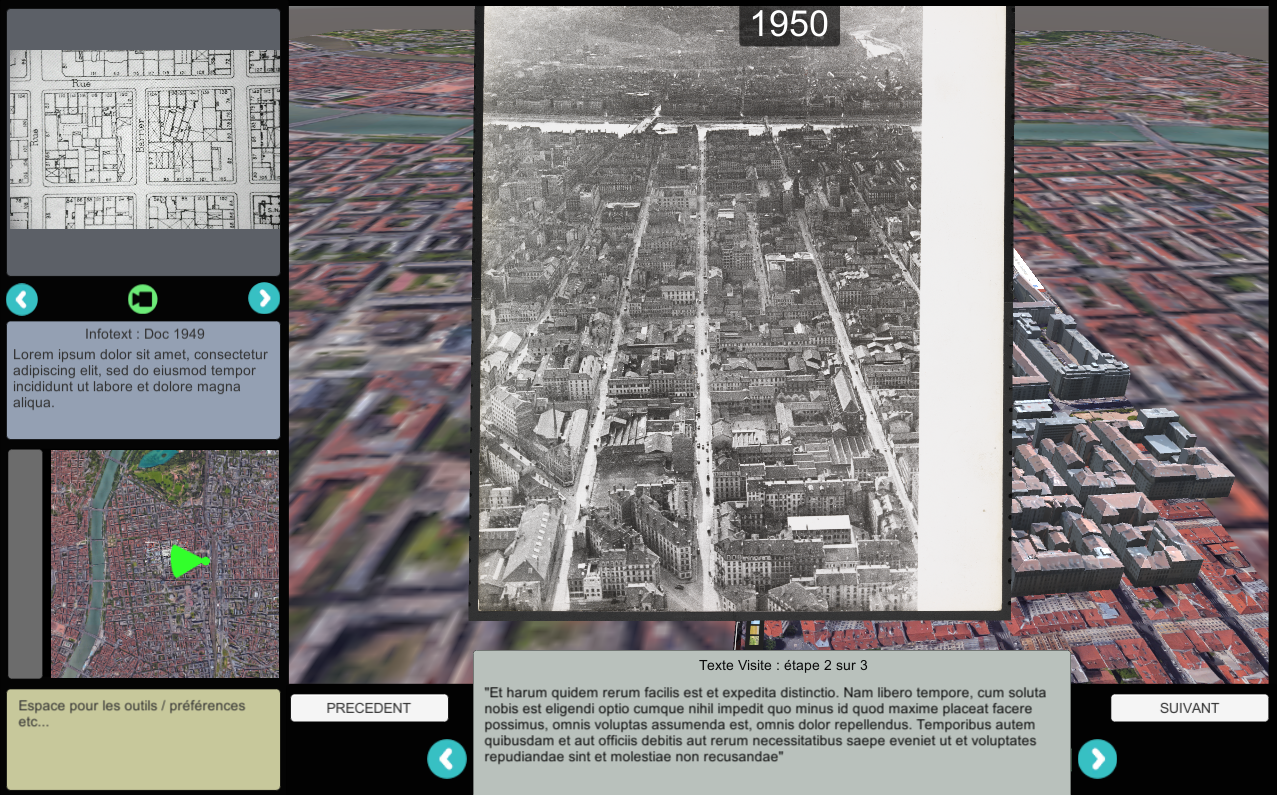 1950
Rue
Rue
Infotext : Doc 1949
Lorem ipsum dolor sit amet, consectetur
adipiscing elit, sed do eiusmod tempor
incididunt ut labore et dolore magna
aliqua.
Espace pour les outils / préférences
etc...
Texte Visite : étape 2 sur 3
"Et harum quidem rerum facilis est et expedita distinctio. Nam libero tempore, cum soluta
nobis est eligendi optio cumque nihil impedit quo minus id quod maxime placeat facere
possimus, omnis voluptas assumenda est, omnis dolor repellendus. Temporibus autem
quibusdam et aut officiis debitis aut rerum necessitatibus saepe eveniet ut et voluptates
repudiandae sint et molestiae non recusandae"
PRECEDENT
SUIVANT